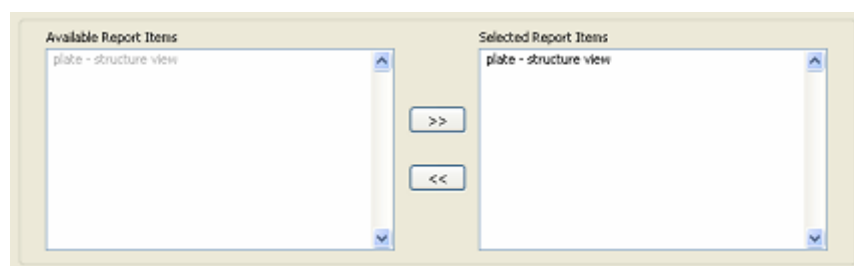 Available Report Items
Selected Report Items
plate - structure view
plate - structure view
>>
<<